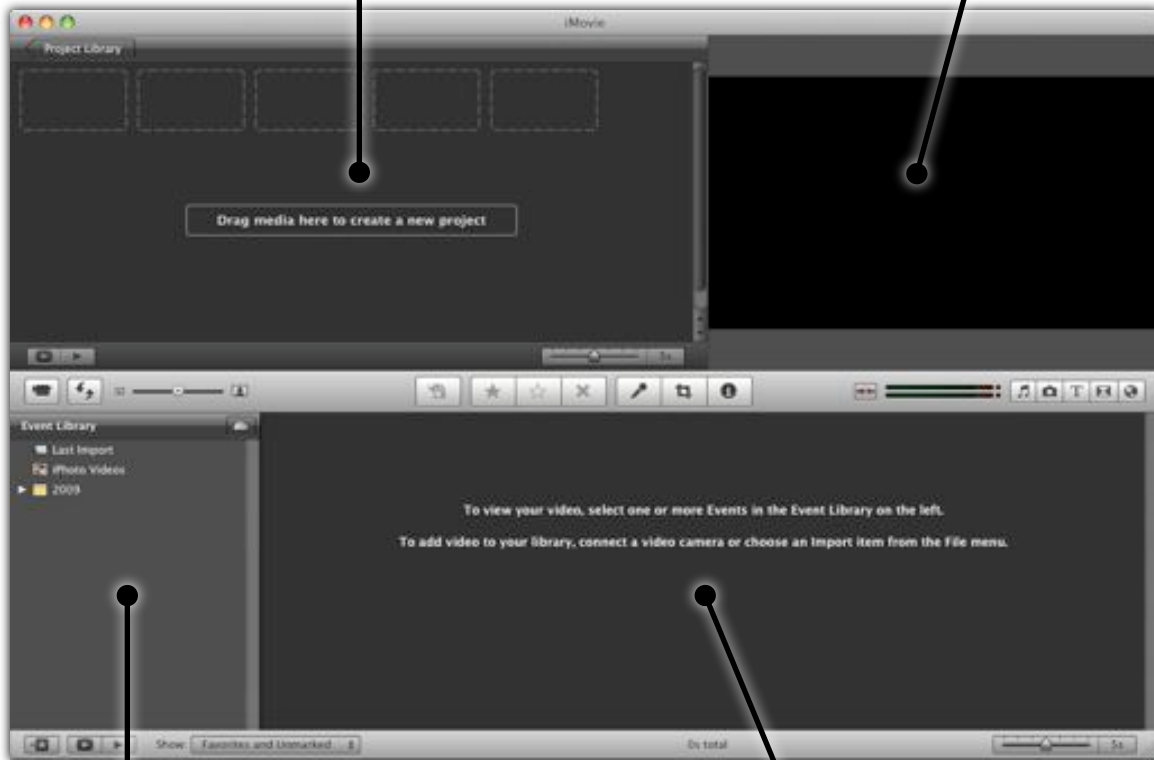 iMovie
Project Library
Drag media here to create a new project
1s
Event Library
Last Import
iPhoto Videos
2009
To view your video, select one or more Events in the Event Library on the left.
To add video to your library, connect a video camera or choose an Import item from the File menu.
Show: Favorites and Unmarked
0s total
5s